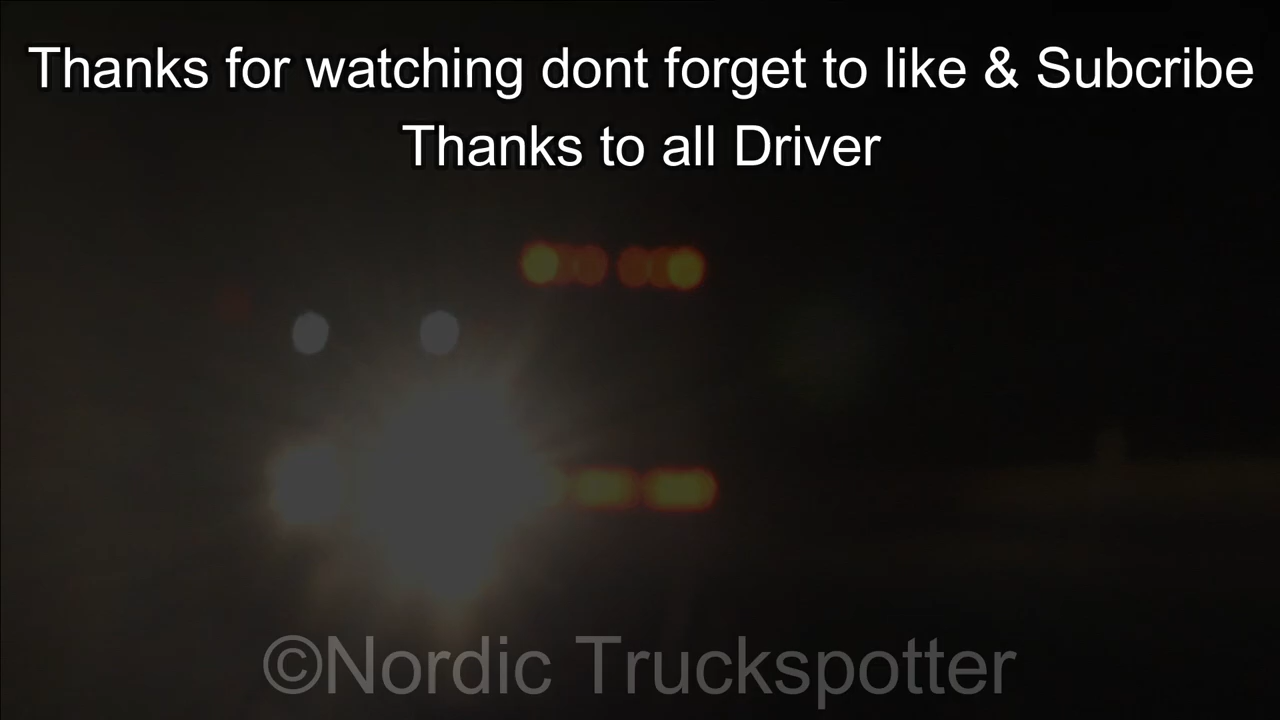 Thanks for watching dont forget to like & Subcribe
Thanks to all Driver
©Nordic Truckspotter